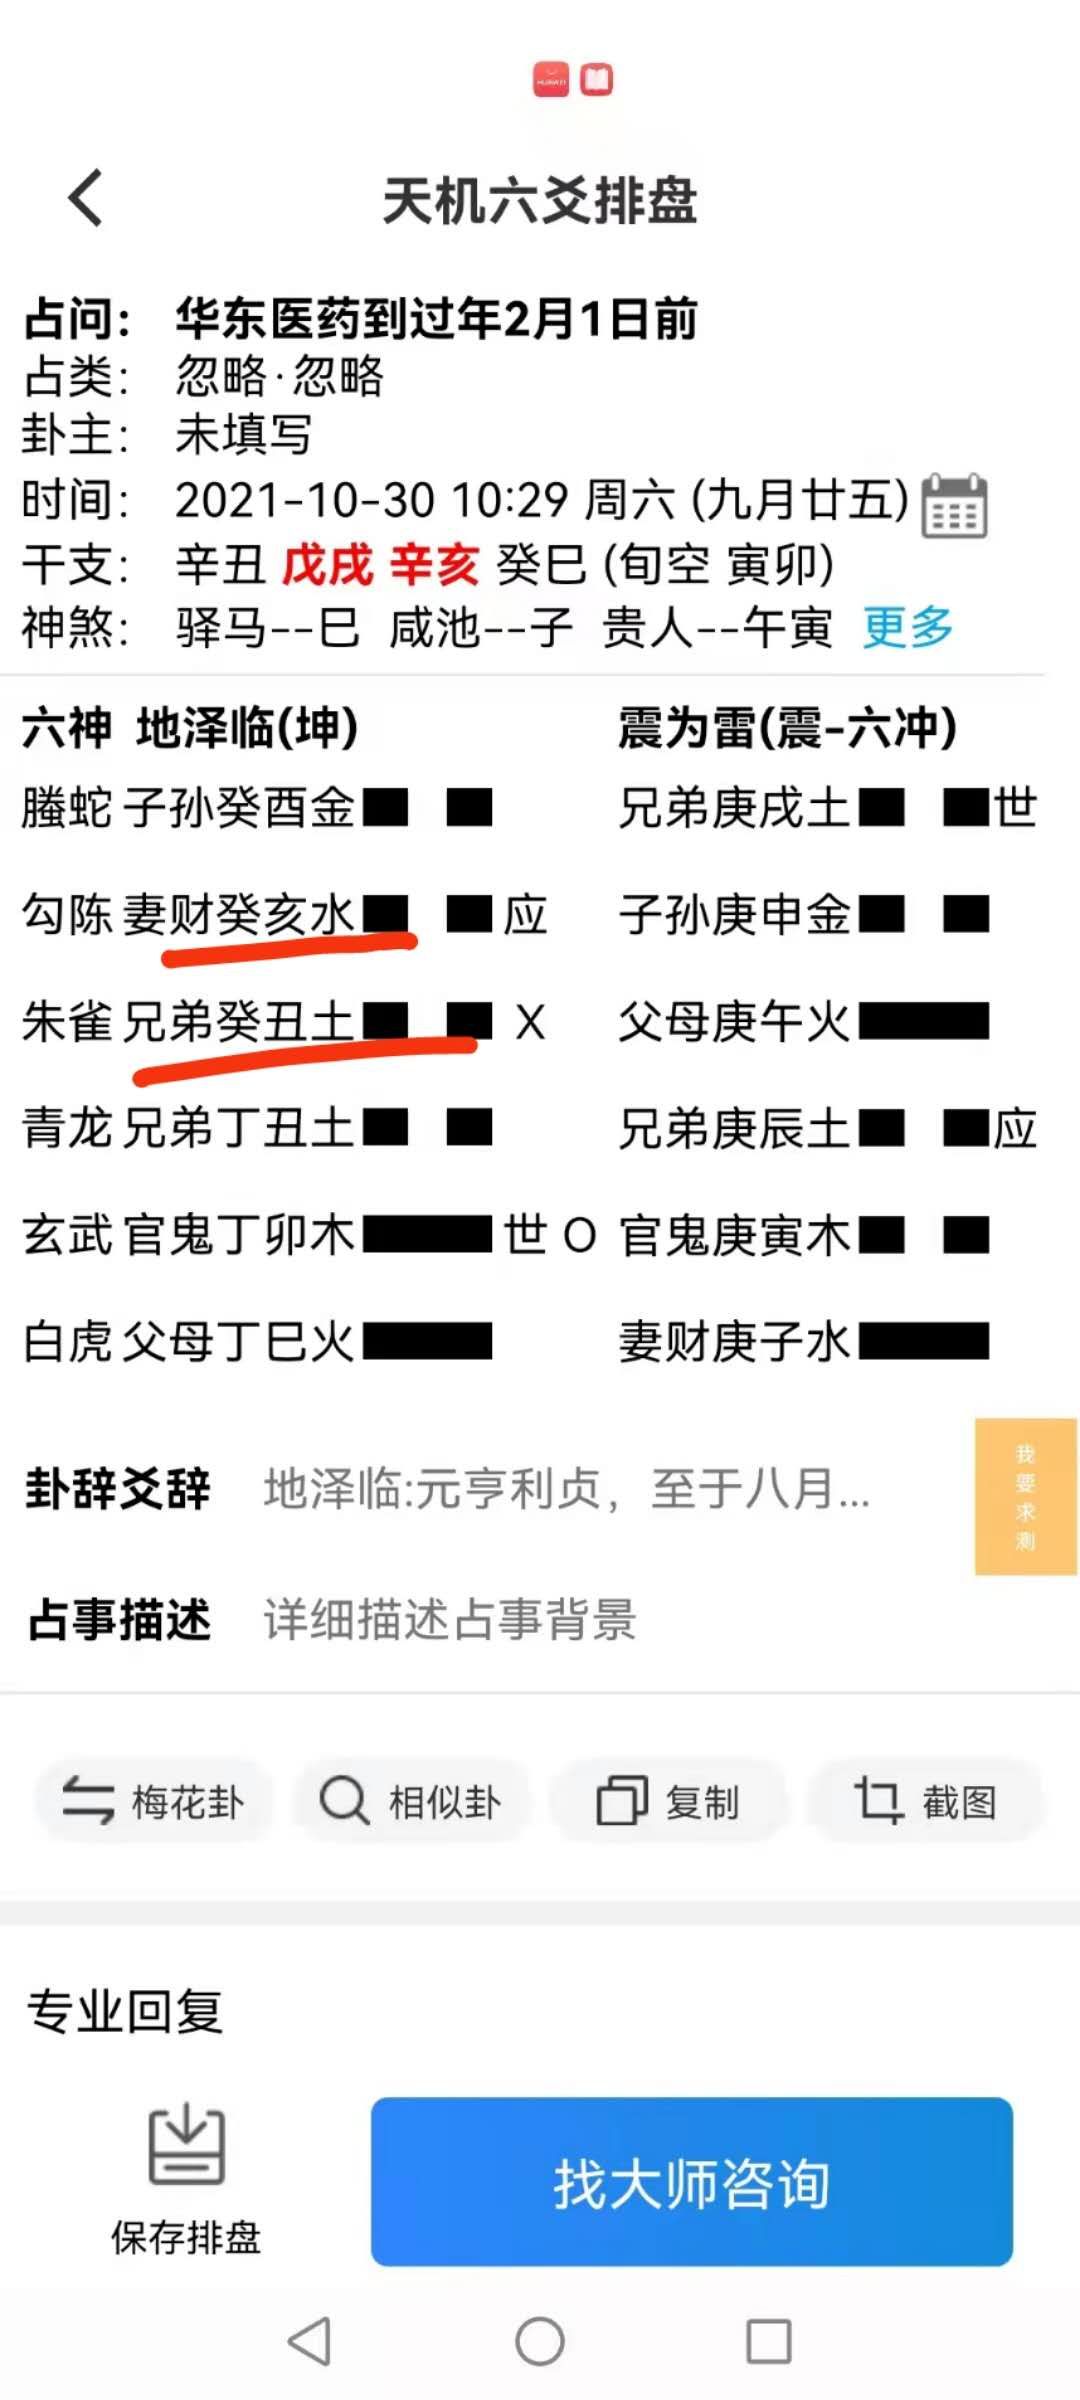 HUAWEI
天机六爻排盘
占问： 华东医药到过年2月1日前
占类： 忽略·忽略
卦主： 未填写
时间： 2021-10-30 10:29 周六 (九月廿五)
干支： 辛丑 戊戌 辛亥 癸巳 (旬空 寅卯)
神煞： 驿马--巳 咸池--子 贵人--午寅 更多
六神 地泽临(坤) 震为雷(震-六冲)
螣蛇 子孙癸酉金 兄弟庚戌土 世
勾陈 妻财癸亥水 应 子孙庚申金
朱雀 兄弟癸丑土 X 父母庚午火
青龙 兄弟丁丑土 兄弟庚辰土 应
玄武 官鬼丁卯木 世 O 官鬼庚寅木
白虎 父母丁巳火 妻财庚子水
卦辞爻辞 地泽临:元亨利贞，至于八月...
我要求测
占事描述 详细描述占事背景
梅花卦 相似卦 复制 截图
专业回复
保存排盘 找大师咨询